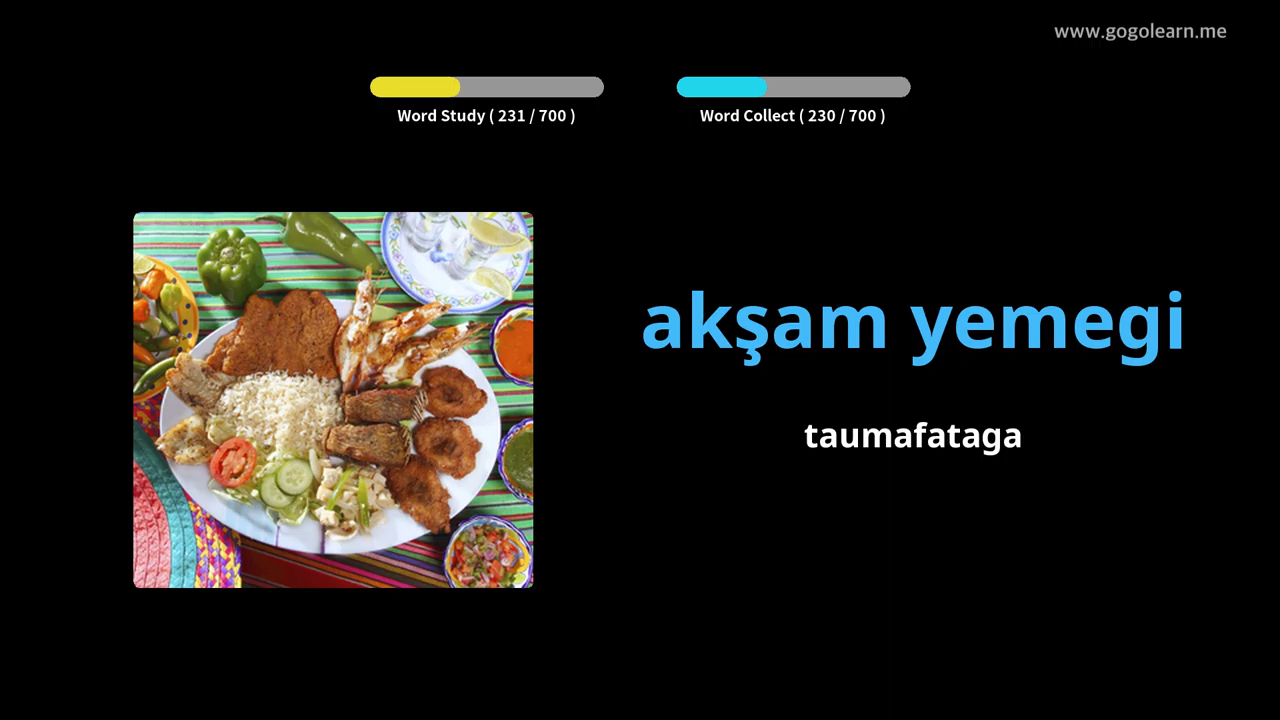 www.gogolearn.me
Word Study ( 231 / 700 )
Word Collect ( 230 / 700 )
akşam yemegi
taumafataga